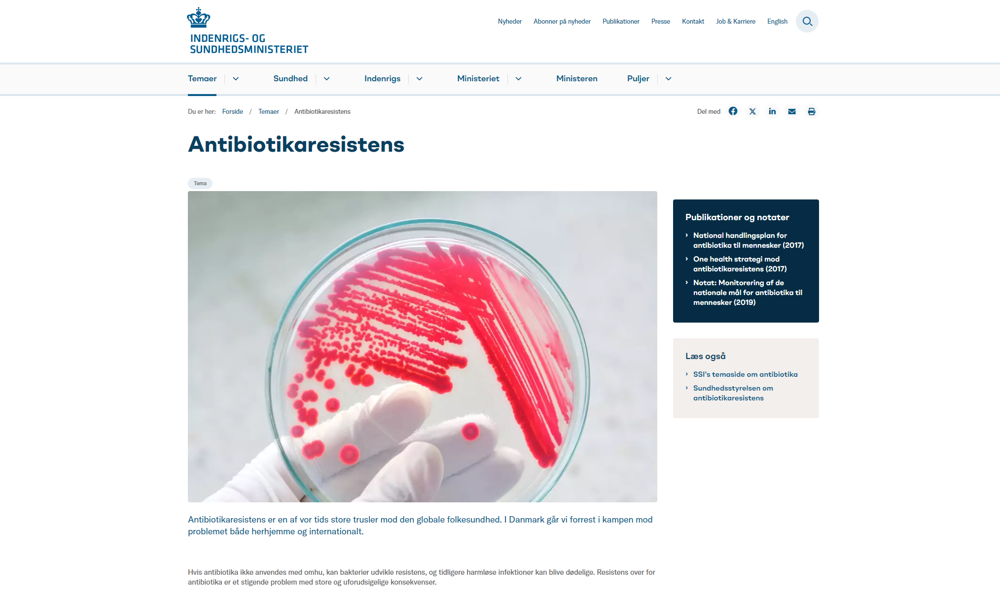 INDENRIGS- OG
SUNDHEDSMINISTERIET
Nyheder Abonner på nyheder Publikationer Presse Kontakt Job & Karriere English
Temaer Sundhed Indenrigs Ministeriet Ministeren Puljer
Du er her: Forside / Temaer / Antibiotikaresistens
Del med
Antibiotikaresistens
Tema
Publikationer og notater
National handlingsplan for
antibiotika til mennesker (2017)
One health strategi mod
antibiotikaresistens (2017)
Notat: Monitorering af de
nationale mål for antibiotika til
mennesker (2019)
Læs også
SSI's temaside om antibiotika
Sundhedsstyrelsen om
antibiotikaresistens
Antibiotikaresistens er en af vor tids store trusler mod den globale folkesundhed. I Danmark går vi forrest i kampen mod
problemet både herhjemme og internationalt.
Hvis antibiotika ikke anvendes med omhu, kan bakterier udvikle resistens, og tidligere harmløse infektioner kan blive dødelige. Resistens over for
antibiotika er et stigende problem med store og uforudsigelige konsekvenser.